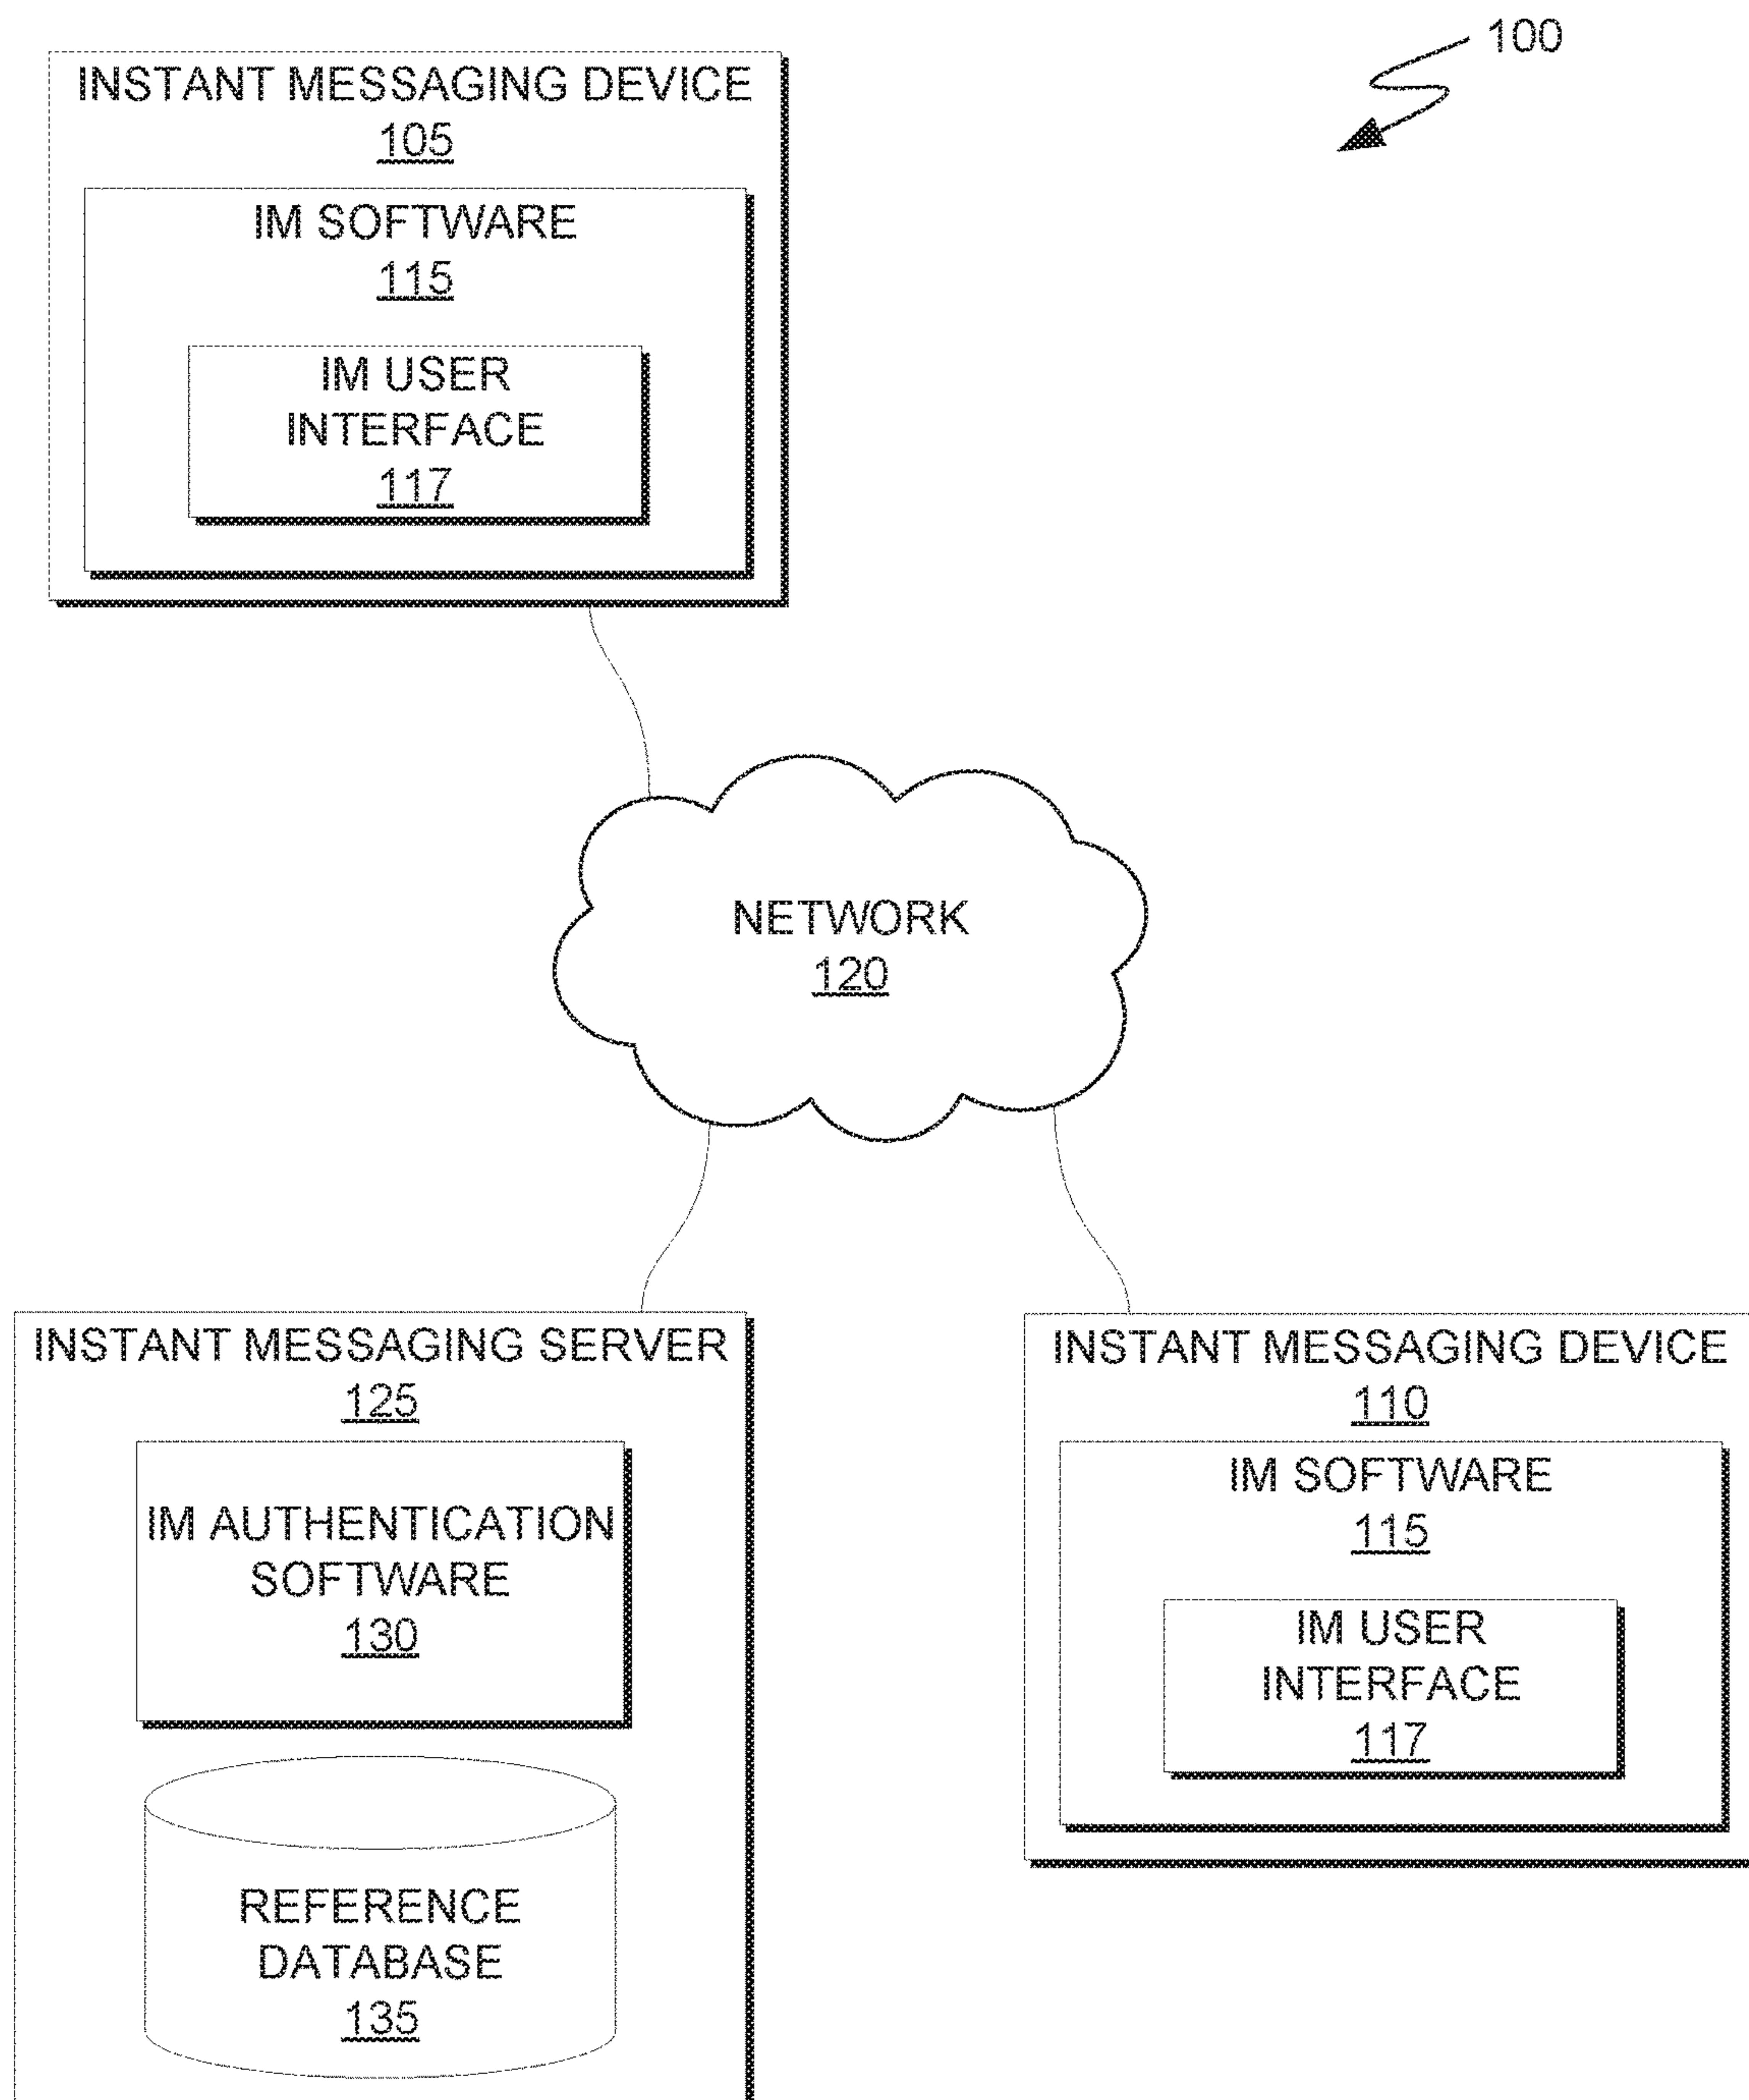 100
INSTANT MESSAGING DEVICE
105
IM SOFTWARE
115
IM USER
INTERFACE
117
NETWORK
120
INSTANT MESSAGING SERVER
125
IM AUTHENTICATION
SOFTWARE
130
REFERENCE
DATABASE
135
INSTANT MESSAGING DEVICE
110
IM SOFTWARE
115
IM USER
INTERFACE
117